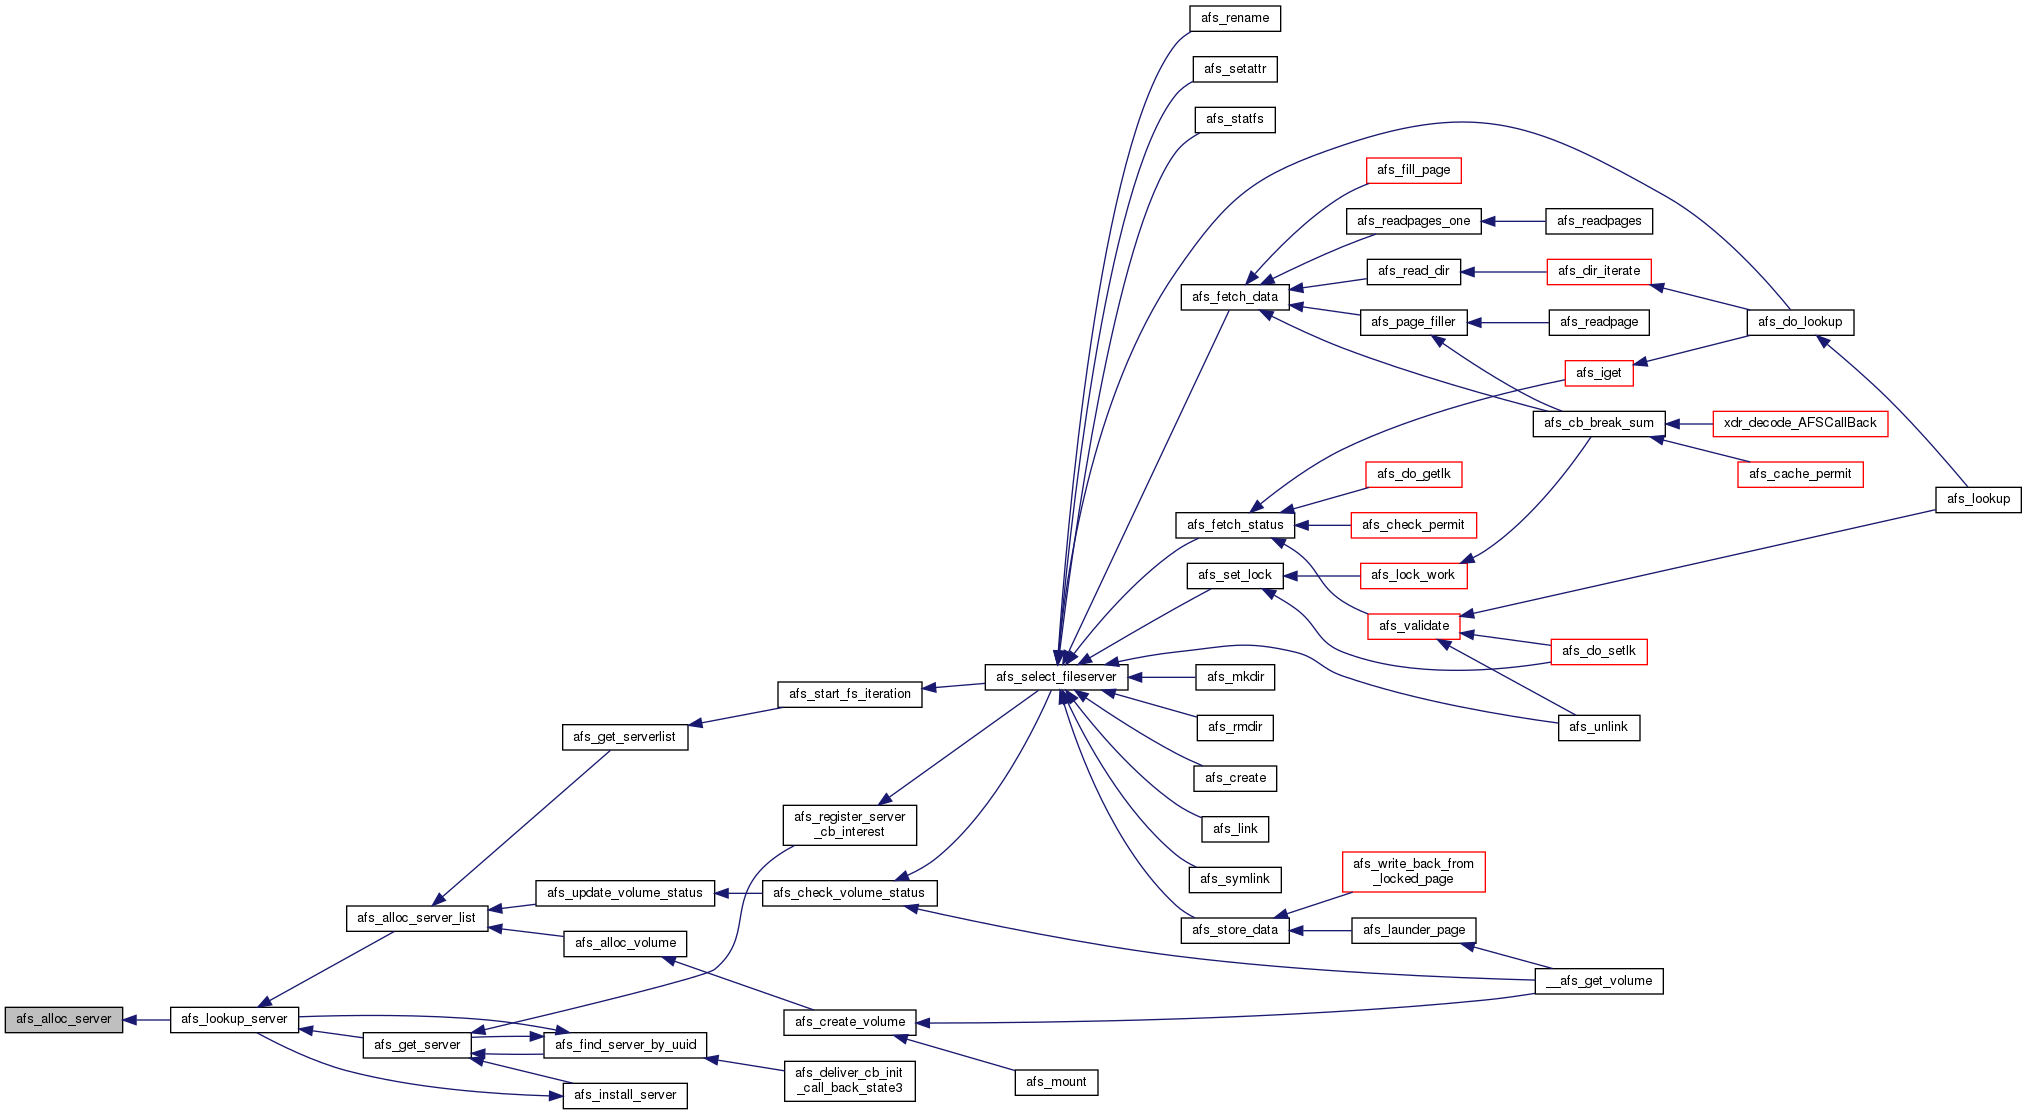 afs_rename
afs_setattr
afs_statfs
afs_fill_page
afs_readpages_one
afs_readpages
afs_read_dir
afs_dir_iterate
afs_fetch_data
afs_page_filler
afs_readpage
afs_do_lookup
afs_iget
afs_cb_break_sum
xdr_decode_AFSCallBack
afs_do_getlk
afs_cache_permit
afs_lookup
afs_fetch_status
afs_check_permit
afs_set_lock
afs_lock_work
afs_validate
afs_do_setlk
afs_select_fileserver
afs_mkdir
afs_start_fs_iteration
afs_rmdir
afs_unlink
afs_get_serverlist
afs_create
afs_register_server
_cb_interest
afs_link
afs_write_back_from
_locked_page
afs_symlink
afs_update_volume_status
afs_check_volume_status
afs_alloc_server_list
afs_store_data
afs_launder_page
afs_alloc_volume
__afs_get_volume
afs_alloc_server
afs_lookup_server
afs_create_volume
afs_get_server
afs_find_server_by_uuid
afs_deliver_cb_init
_call_back_state3
afs_mount
afs_install_server